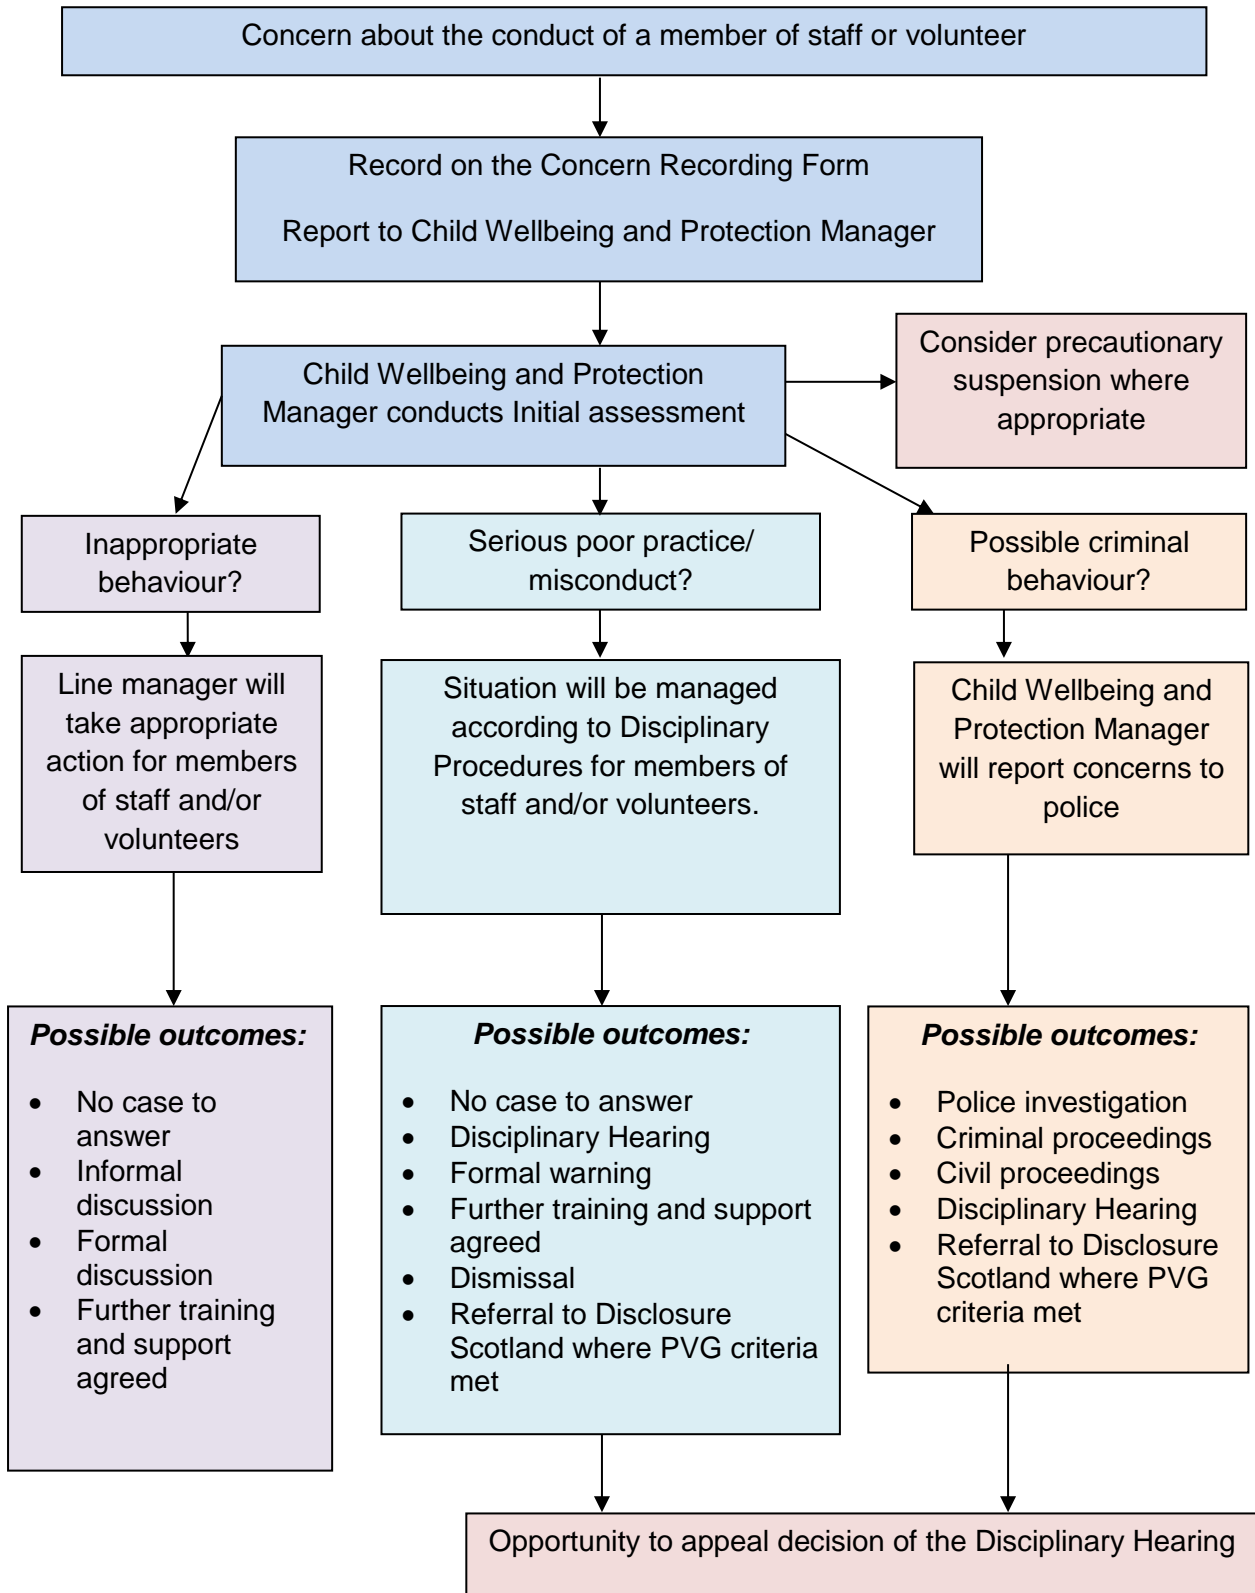 Concern about the conduct of a member of staff or volunteer
Record on the Concern Recording Form
Report to Child Wellbeing and Protection Manager
Child Wellbeing and Protection
Manager conducts Initial assessment
Consider precautionary
suspension where
appropriate
Inappropriate
behaviour?
Serious poor practice/
misconduct?
Possible criminal
behaviour?
Line manager will
take appropriate
action for members
of staff and/or
volunteers
Situation will be managed
according to Disciplinary
Procedures for members of
staff and/or volunteers.
Child Wellbeing and
Protection Manager
will report concerns to
police
Possible outcomes:
• No case to
answer
• Informal
discussion
• Formal
discussion
• Further training
and support
agreed
Possible outcomes:
• No case to answer
• Disciplinary Hearing
• Formal warning
• Further training and support
agreed
• Dismissal
• Referral to Disclosure
Scotland where PVG criteria
met
Possible outcomes:
• Police investigation
• Criminal proceedings
• Civil proceedings
• Disciplinary Hearing
• Referral to Disclosure
Scotland where PVG
criteria met
Opportunity to appeal decision of the Disciplinary Hearing